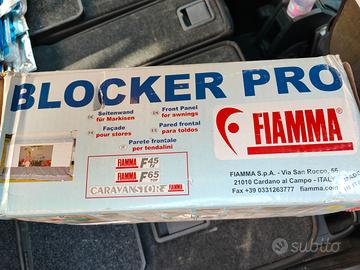 BLOCKER PRO
Seitenwand
für Markisen
Front Panel
for awnings
Façade
pour stores
Pared frontal
para toldos
Parete frontale
per tendalini
FIAMMA®
FIAMMA F45
FIAMMA F65
CARAVANSTORE FIAMMA
FIAMMA S.p.A. - Via San Rocco, 56
21010 Cardano al Campo - ITALY
Fax +39 0331263777 fiamma.com
subito